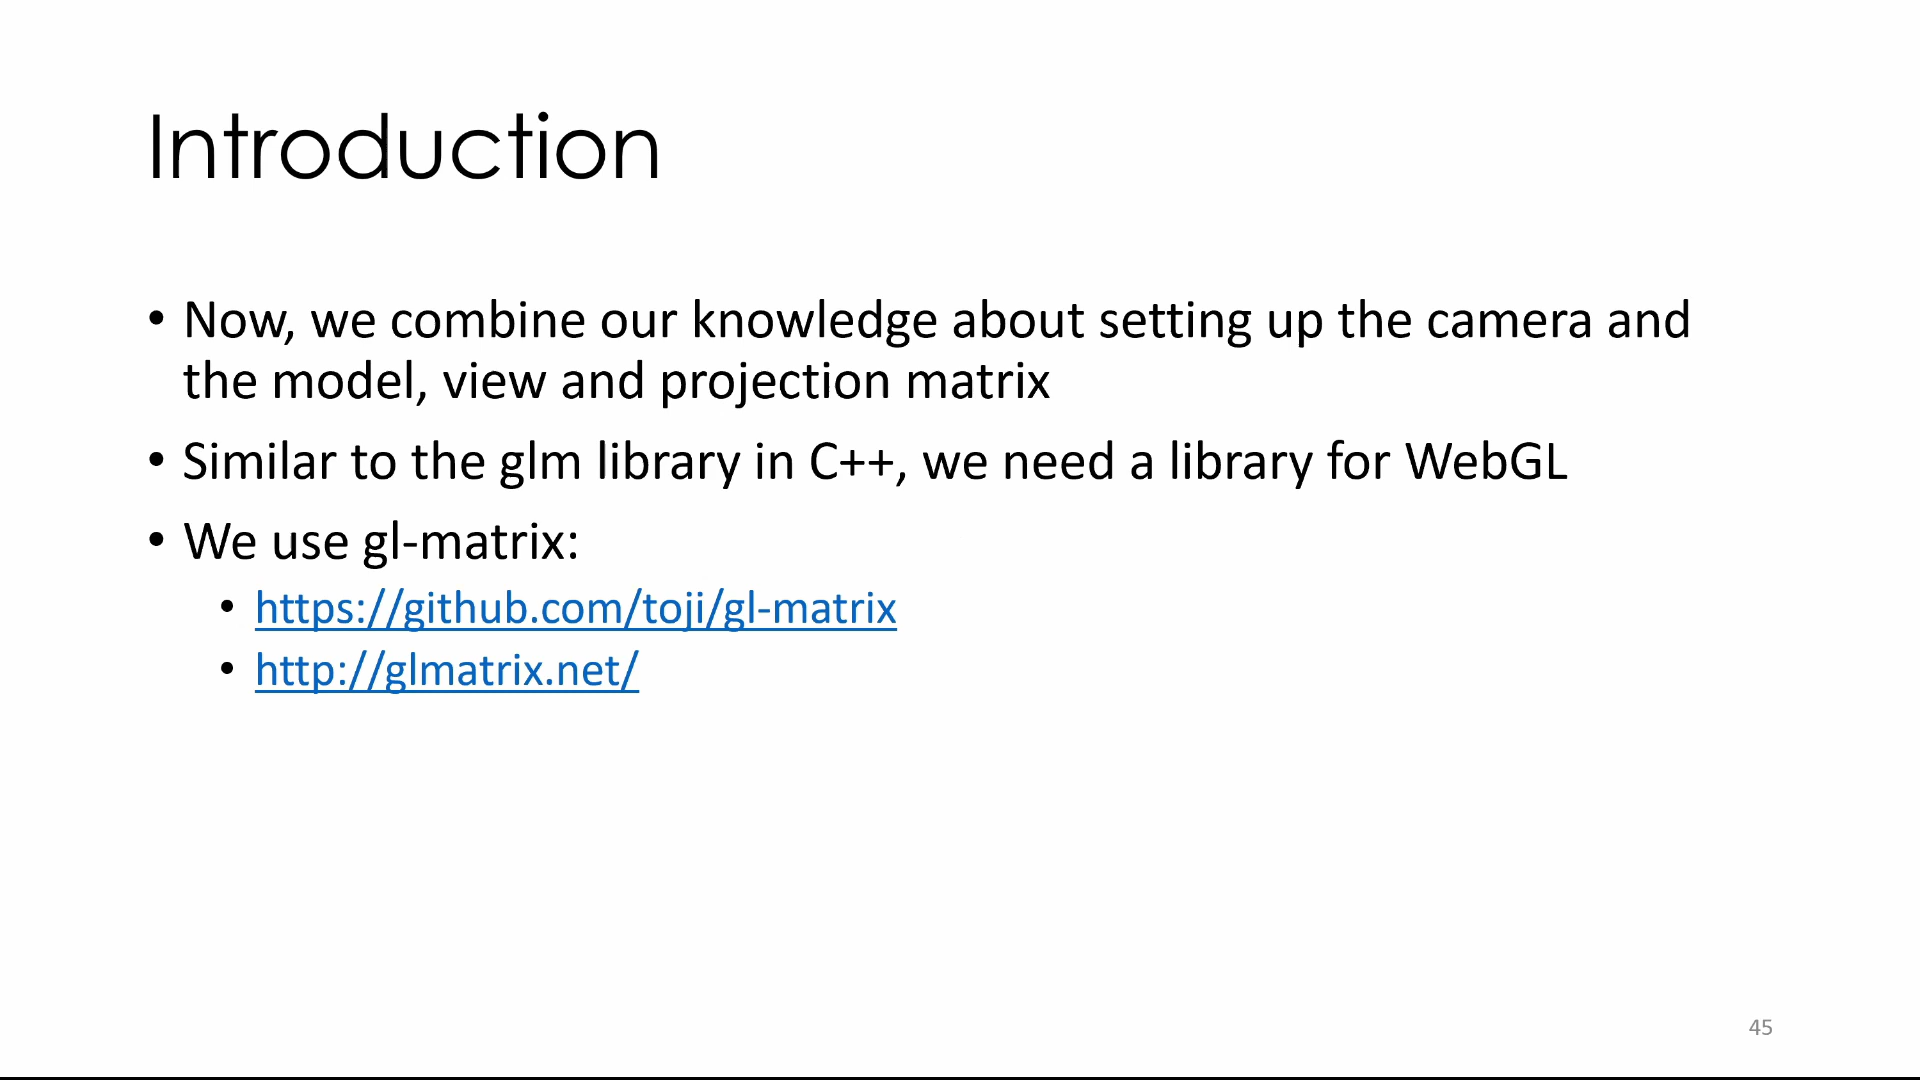 Introduction
• Now, we combine our knowledge about setting up the camera and
the model, view and projection matrix
• Similar to the glm library in C++, we need a library for WebGL
• We use gl-matrix:
• https://github.com/toji/gl-matrix
• http://glmatrix.net/
45